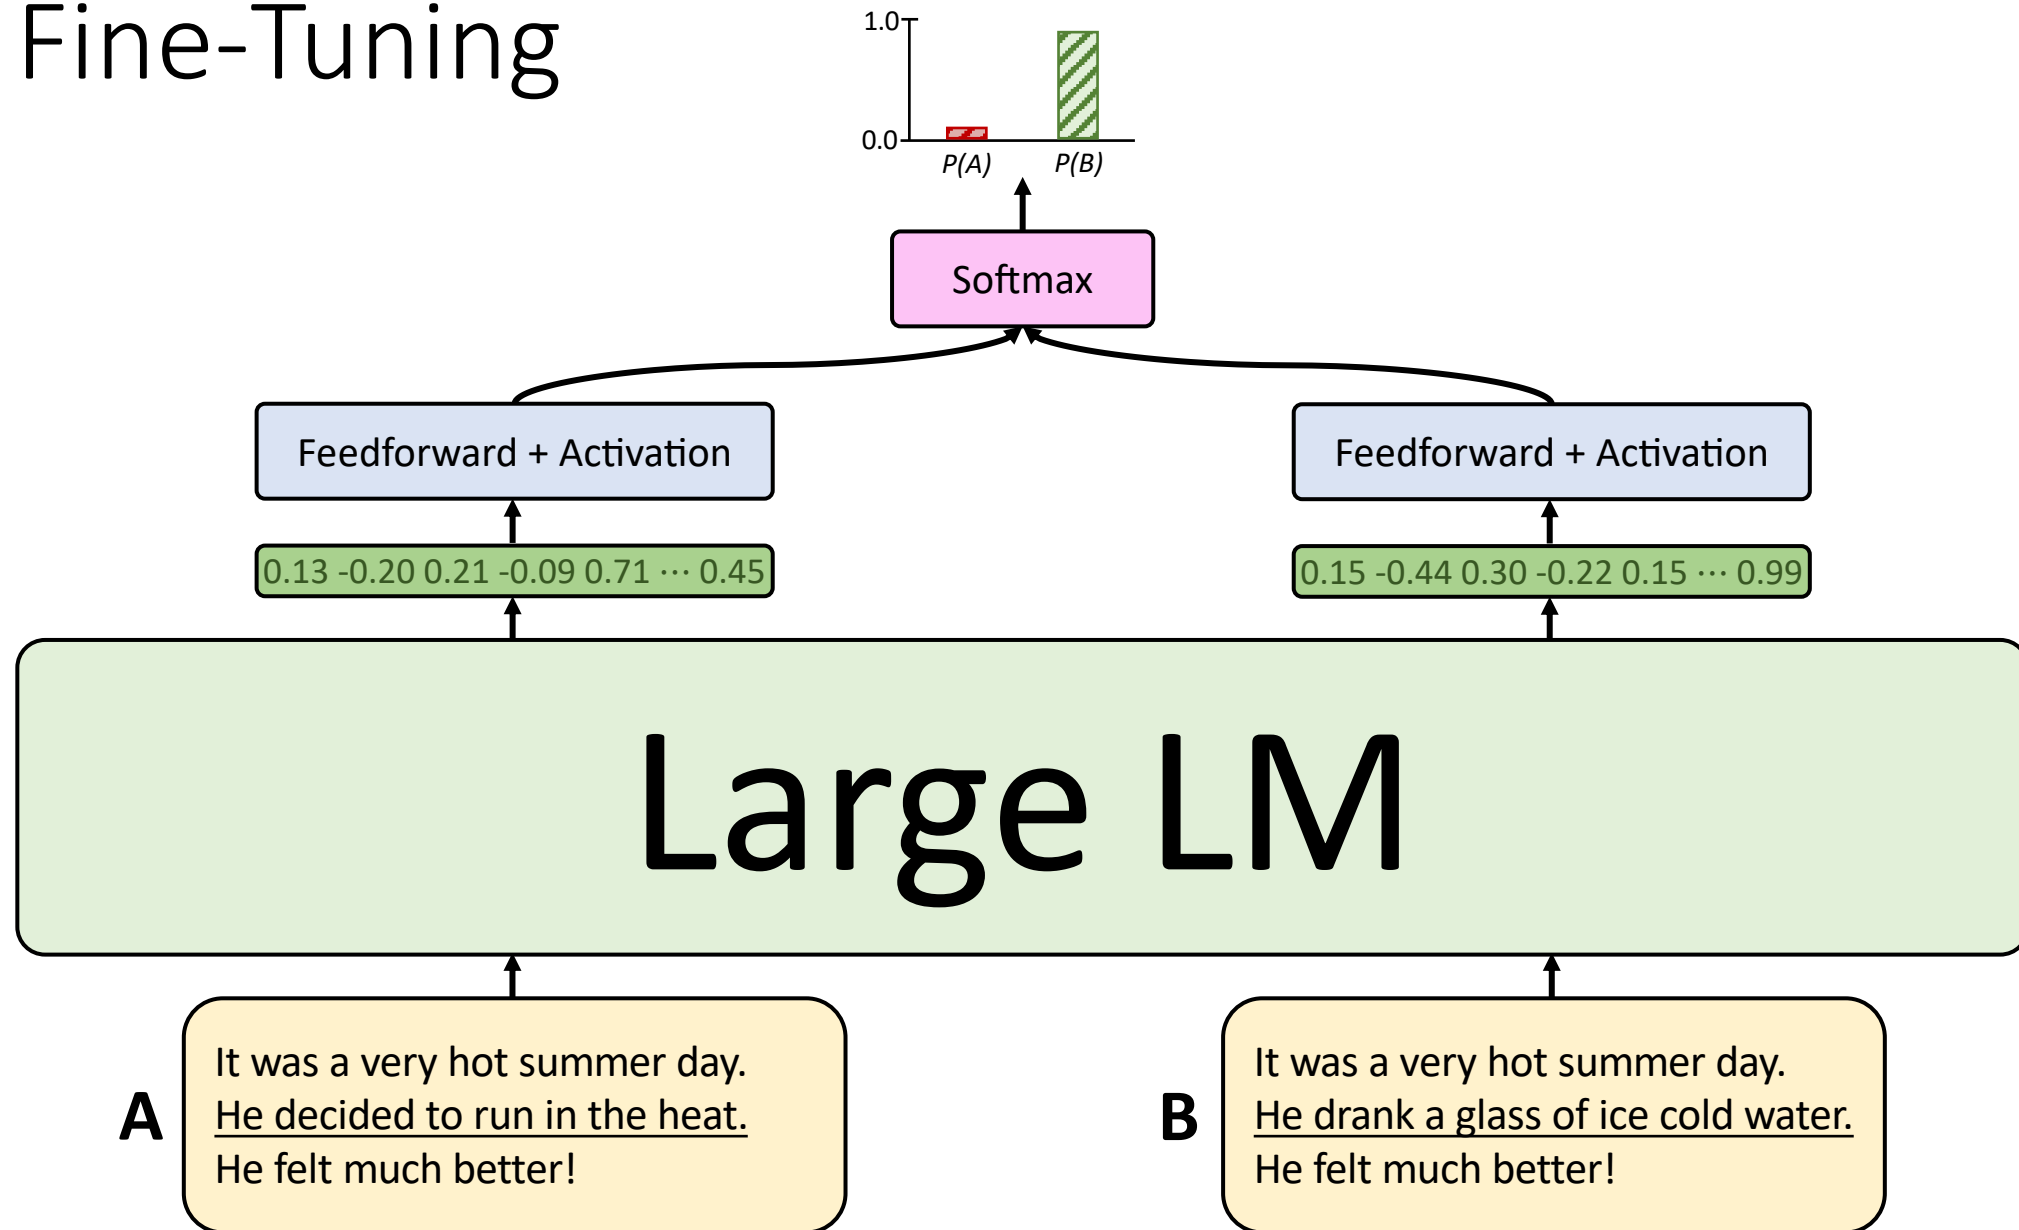 Fine-Tuning
1.0
0.0
P(A) P(B)
Softmax
Feedforward + Activation
Feedforward + Activation
0.13 -0.20 0.21 -0.09 0.71 ··· 0.45
0.15 -0.44 0.30 -0.22 0.15 ··· 0.99
Large LM
A
It was a very hot summer day.
He decided to run in the heat.
He felt much better!
B
It was a very hot summer day.
He drank a glass of ice cold water.
He felt much better!